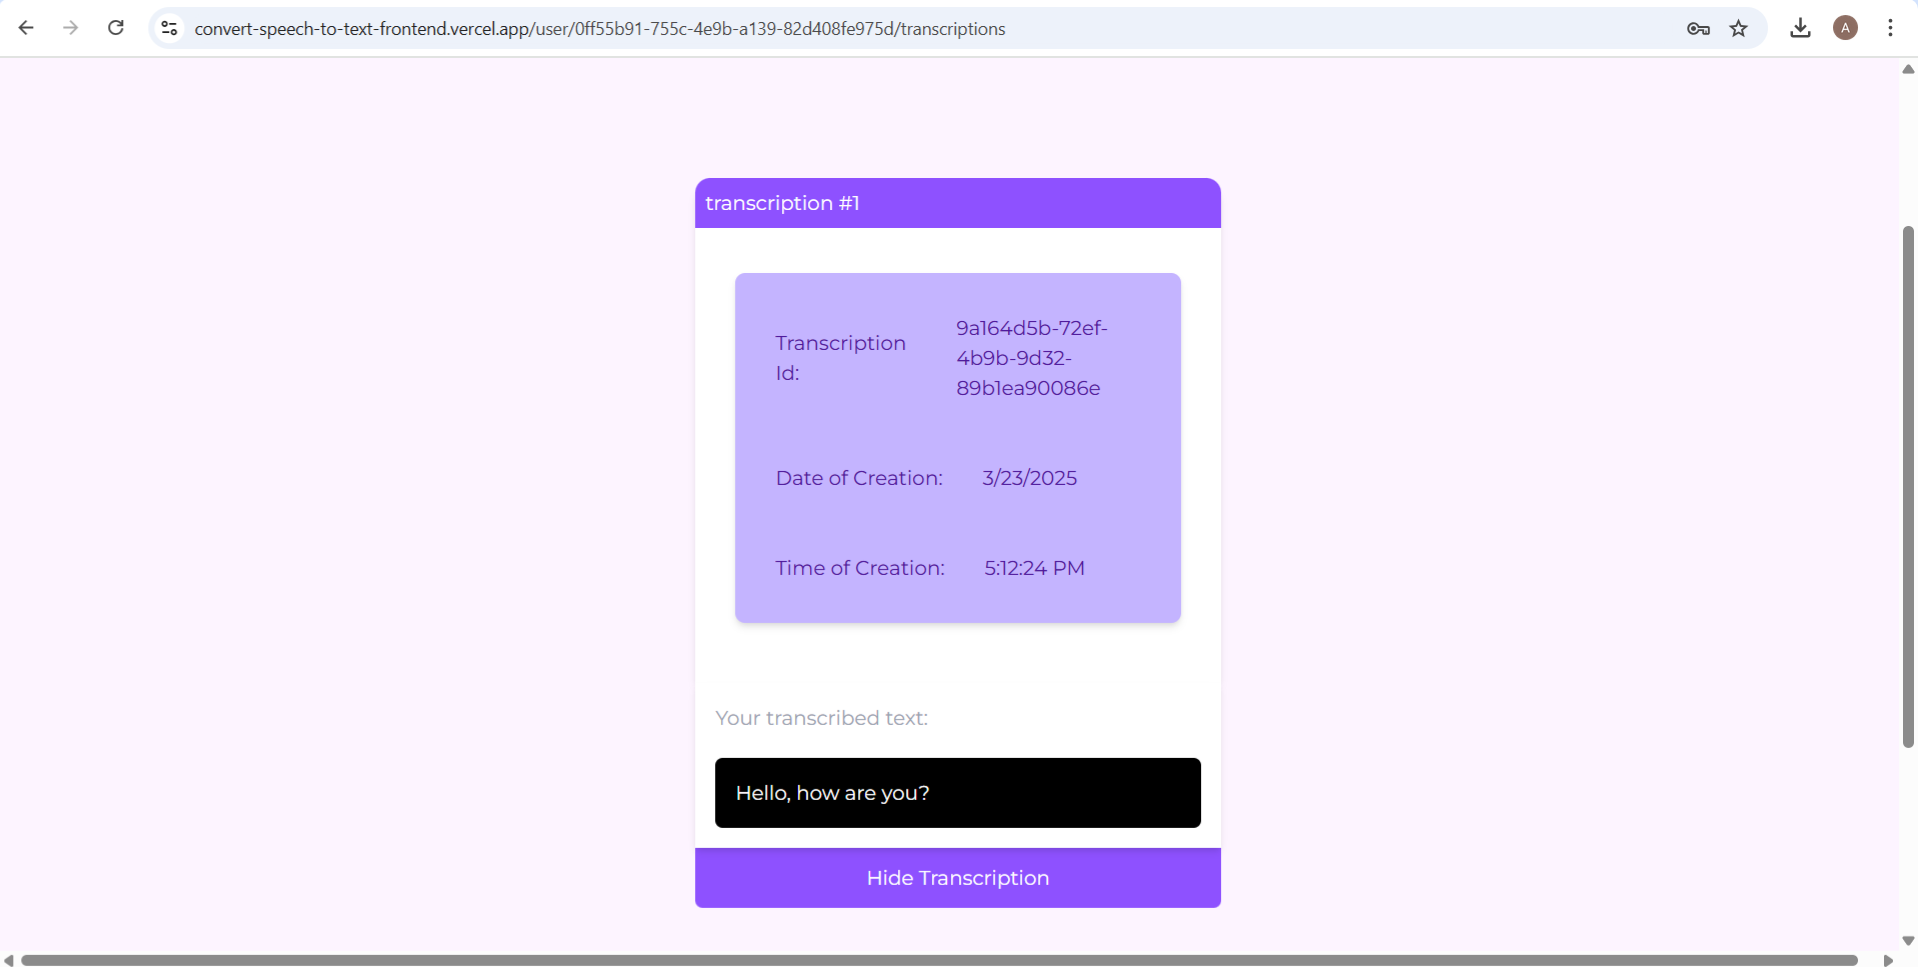 convert-speech-to-text-frontend.vercel.app/user/0ff55b91-755c-4e9b-a139-82d408fe975d/transcriptions
A
transcription #1
Transcription
Id:
9a164d5b-72ef-
4b9b-9d32-
89b1ea90086e
Date of Creation: 3/23/2025
Time of Creation: 5:12:24 PM
Your transcribed text:
Hello, how are you?
Hide Transcription